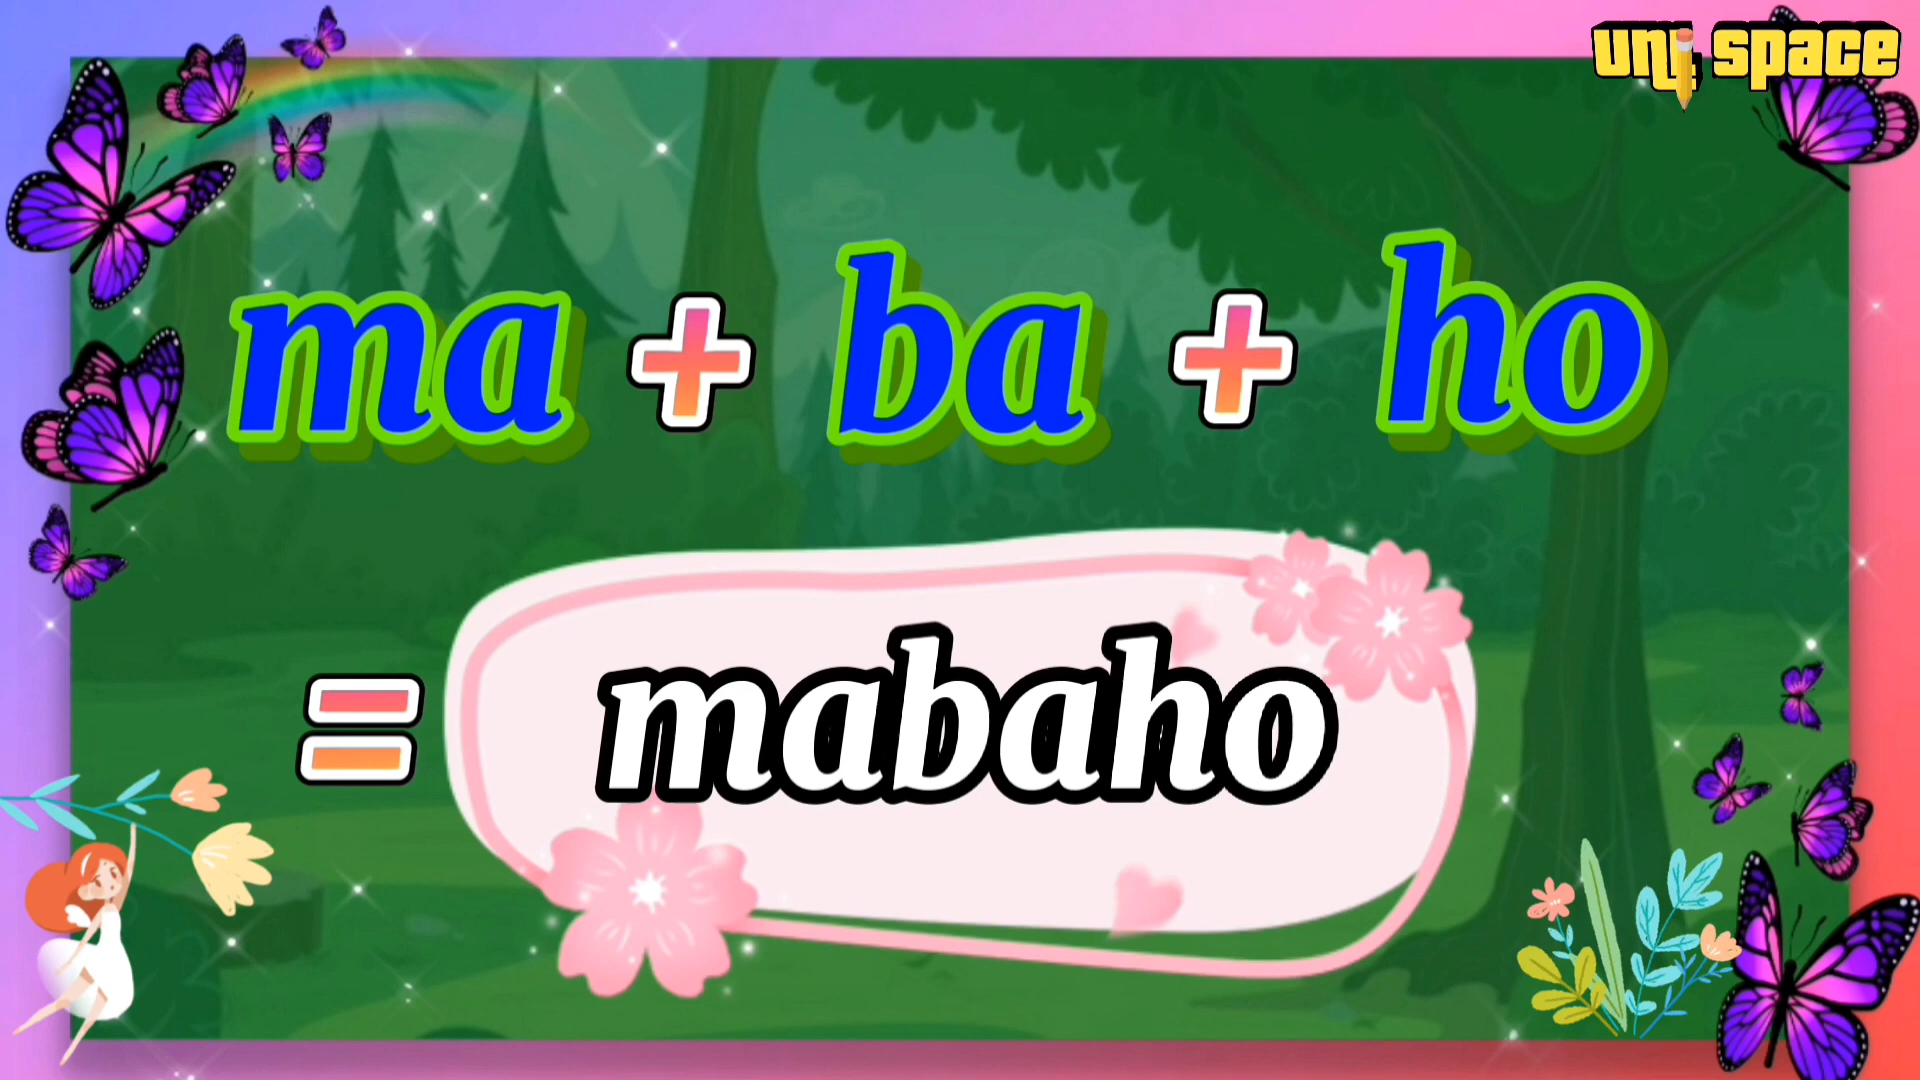 uni space
ma + ba + ho
= mabaho